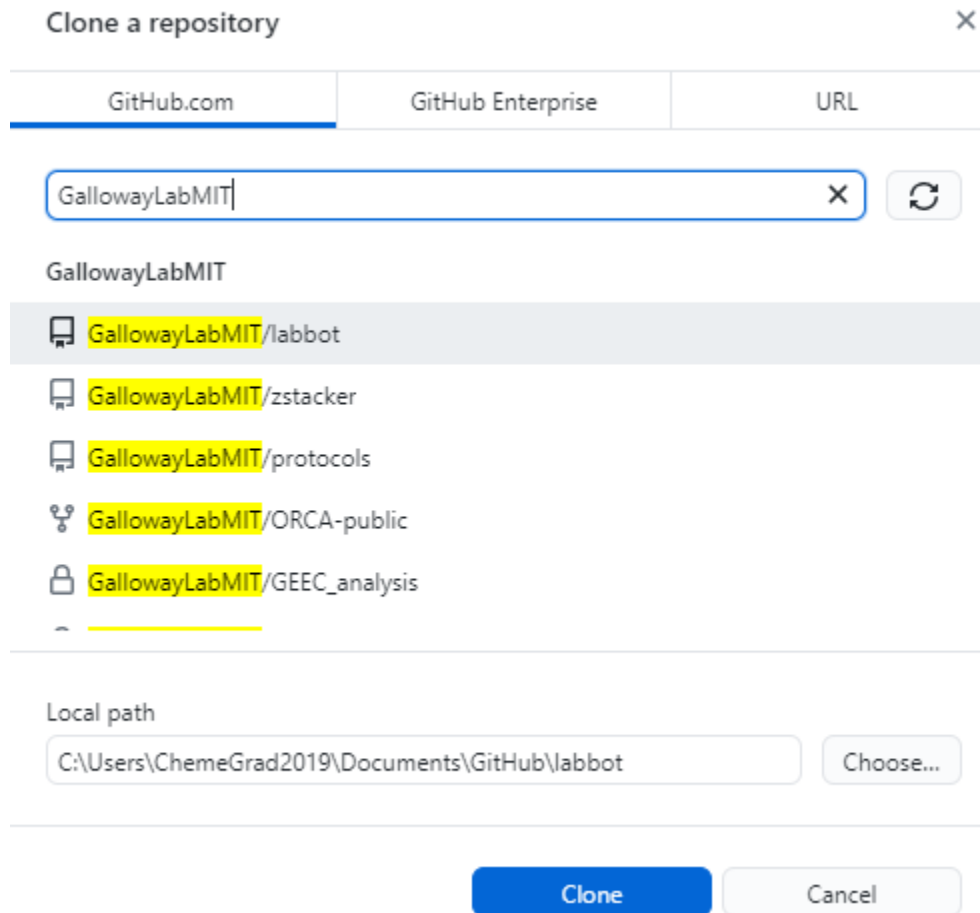 Clone a repository
GitHub.com
GitHub Enterprise
URL
GallowayLabMIT
GallowayLabMIT
GallowayLabMIT/labbot
GallowayLabMIT/zstacker
GallowayLabMIT/protocols
GallowayLabMIT/ORCA-public
GallowayLabMIT/GEEC_analysis
Local path
C:\Users\ChemeGrad2019\Documents\GitHub\labbot
Choose...
Clone
Cancel